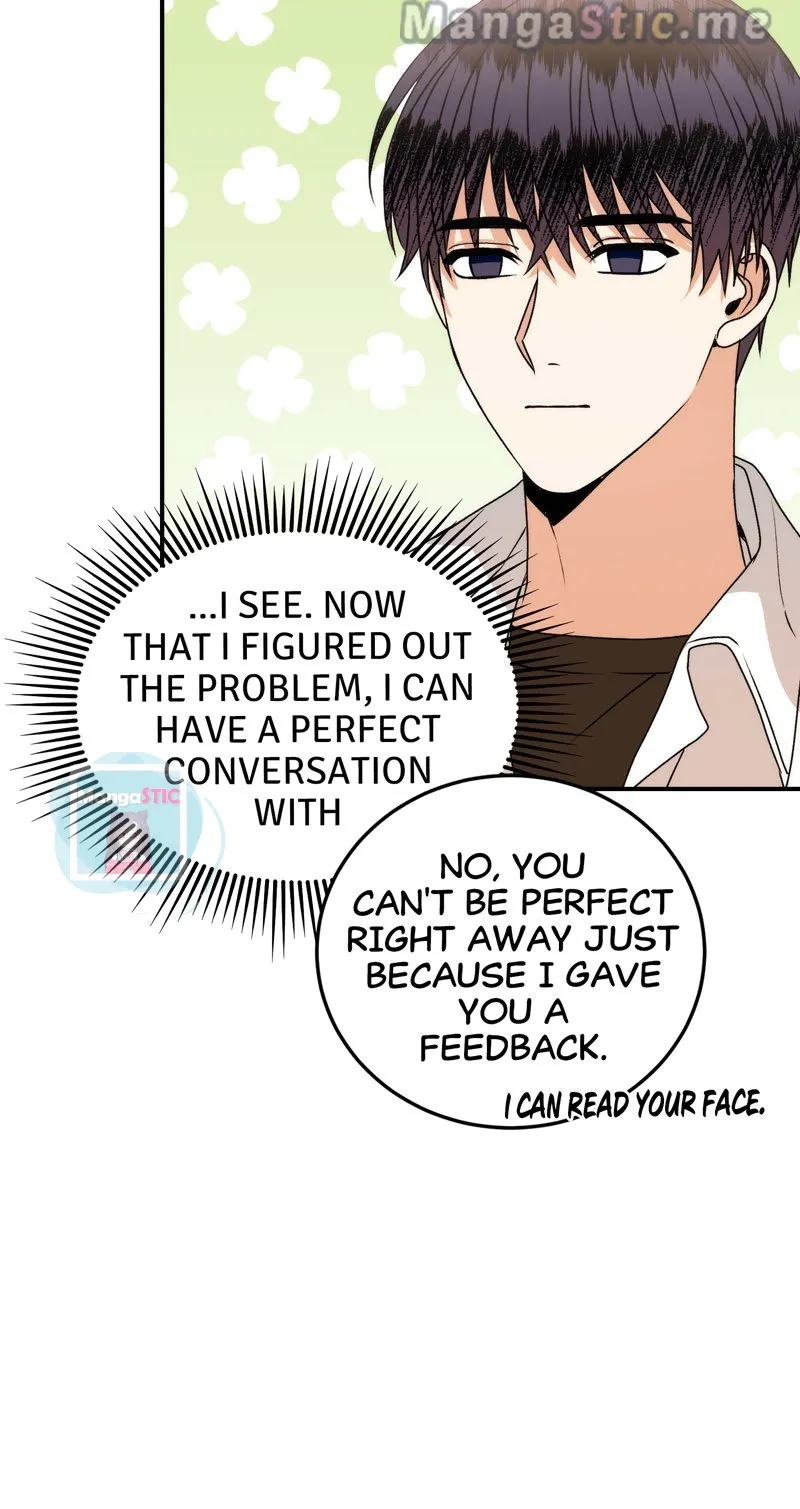 MangaStic.me
...I SEE. NOW
THAT I FIGURED OUT
THE PROBLEM, I CAN
HAVE A PERFECT
CONVERSATION
WITH
MangaSTIC
NO, YOU
CAN'T BE PERFECT
RIGHT AWAY JUST
BECAUSE I GAVE
YOU A
FEEDBACK.
I CAN READ YOUR FACE.